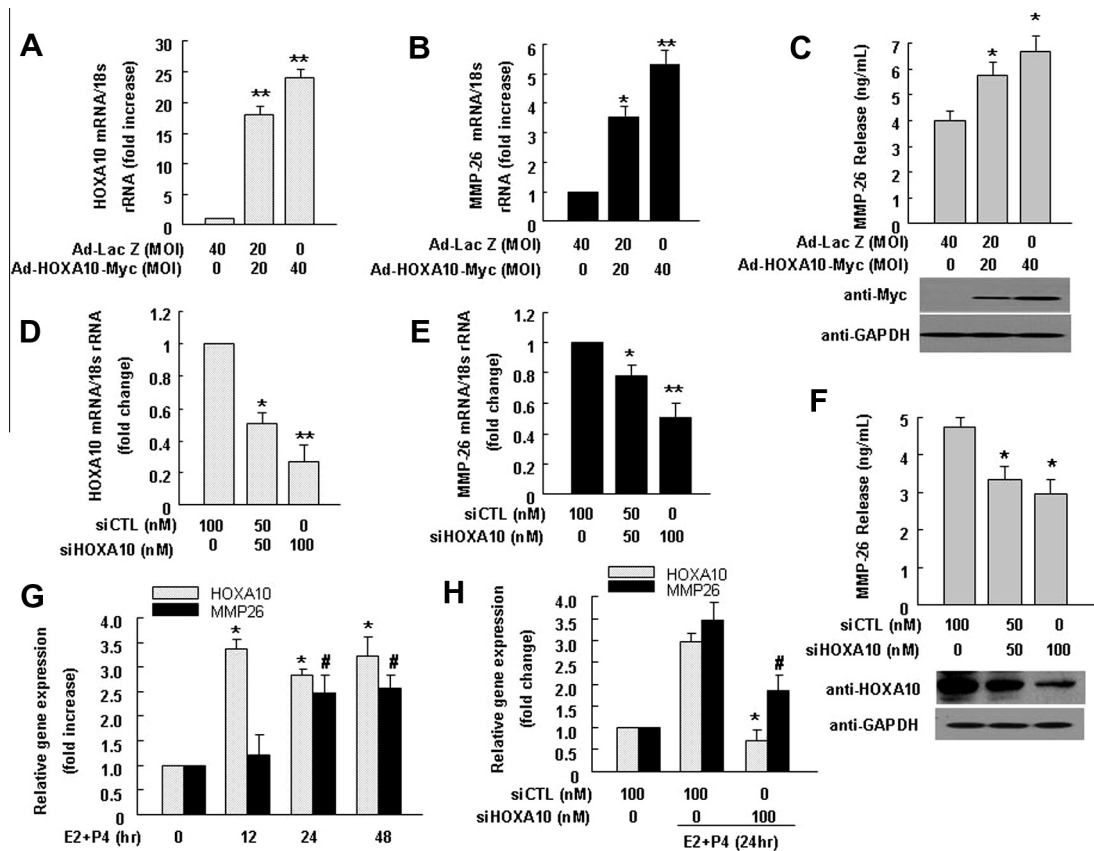 A
HOXA10 mRNA/18s
rRNA (fold increase)
30
25
20
15
10
5
0
**
**
Ad-Lac Z (MOI) 40 20 0
Ad-HOXA10-Myc (MOI) 0 20 40
B
MMP-26 mRNA/18s
rRNA (fold increase)
6
5
4
3
2
1
0
*
**
Ad-Lac Z (MOI) 40 20 0
Ad-HOXA10-Myc (MOI) 0 20 40
C
MMP-26 Release (ng/mL)
7
6
5
4
3
2
1
0
*
*
Ad-Lac Z (MOI) 40 20 0
Ad-HOXA10-Myc (MOI) 0 20 40
anti-Myc
anti-GAPDH
D
HOXA10 mRNA/18s rRNA
(fold change)
1.2
1
0.8
0.6
0.4
0.2
0
*
**
siCTL (nM) 100 50 0
siHOXA10 (nM) 0 50 100
E
MMP-26 mRNA/18s rRNA
(fold change)
1.2
1
0.8
0.6
0.4
0.2
0
*
**
siCTL (nM) 100 50 0
siHOXA10 (nM) 0 50 100
F
MMP-26 Release (ng/mL)
5
4
3
2
1
0
*
*
siCTL (nM) 100 50 0
siHOXA10 (nM) 0 50 100
anti-HOXA10
anti-GAPDH
G
HOXA10
MMP26
Relative gene expression
(fold increase)
4.0
3.5
3.0
2.5
2.0
1.5
1.0
0.5
0
*
*
#
*
#
E2+P4 (hr) 0 12 24 48
H
HOXA10
MMP26
Relative gene expression
(fold change)
4.0
3.5
3.0
2.5
2.0
1.5
1.0
0.5
0
*
#
siCTL (nM) 100 100 0
siHOXA10 (nM) 0 0 100
E2+P4 (24hr)